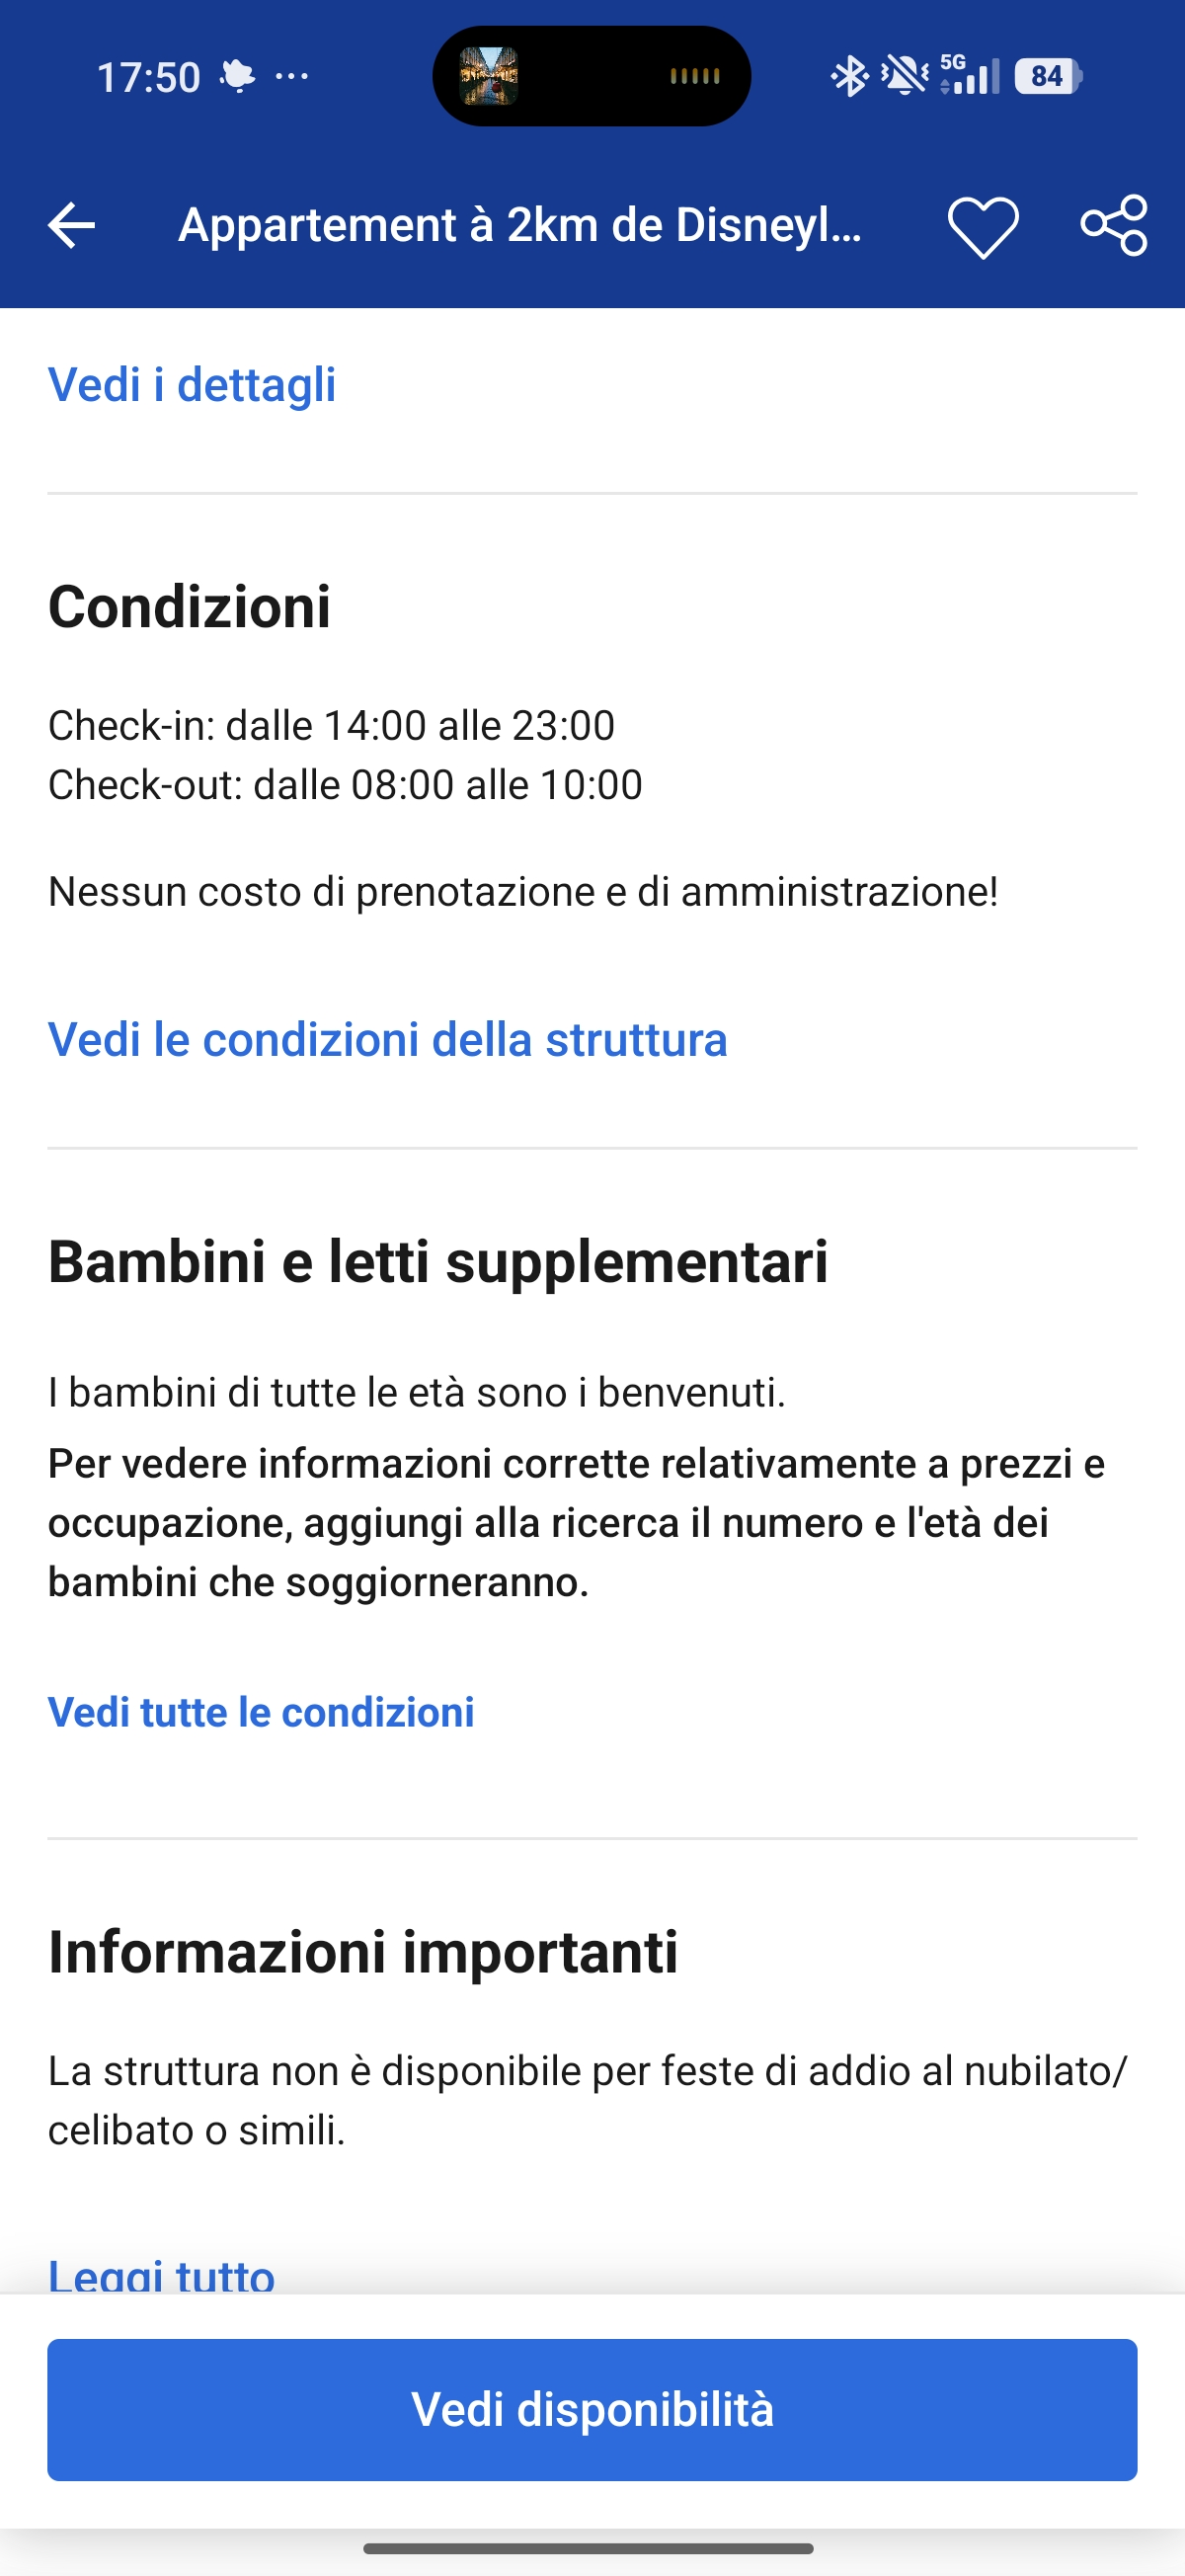 17:50
5G
84
Appartement à 2km de Disneyl...
Vedi i dettagli
Condizioni
Check-in: dalle 14:00 alle 23:00
Check-out: dalle 08:00 alle 10:00
Nessun costo di prenotazione e di amministrazione!
Vedi le condizioni della struttura
Bambini e letti supplementari
I bambini di tutte le età sono i benvenuti.
Per vedere informazioni corrette relativamente a prezzi e
occupazione, aggiungi alla ricerca il numero e l'età dei
bambini che soggiorneranno.
Vedi tutte le condizioni
Informazioni importanti
La struttura non è disponibile per feste di addio al nubilato/
celibato o simili.
Leggi tutto
Vedi disponibilità